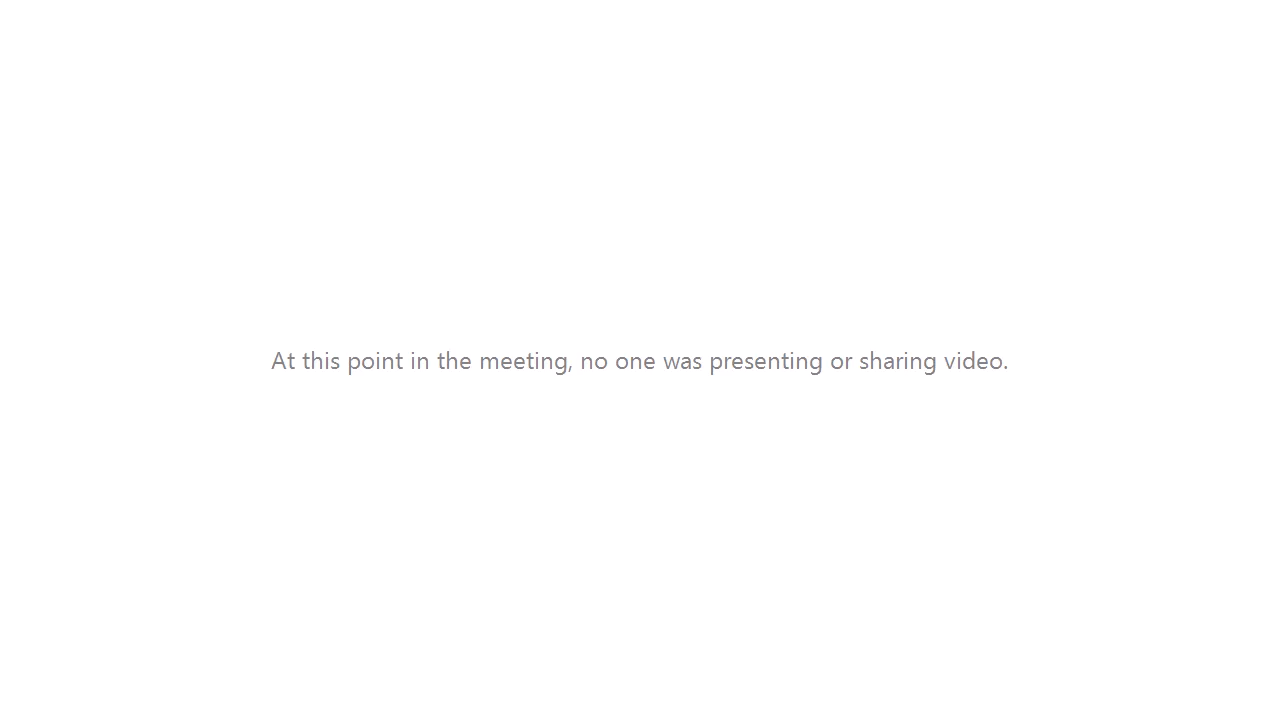 At this point in the meeting, no one was presenting or sharing video.